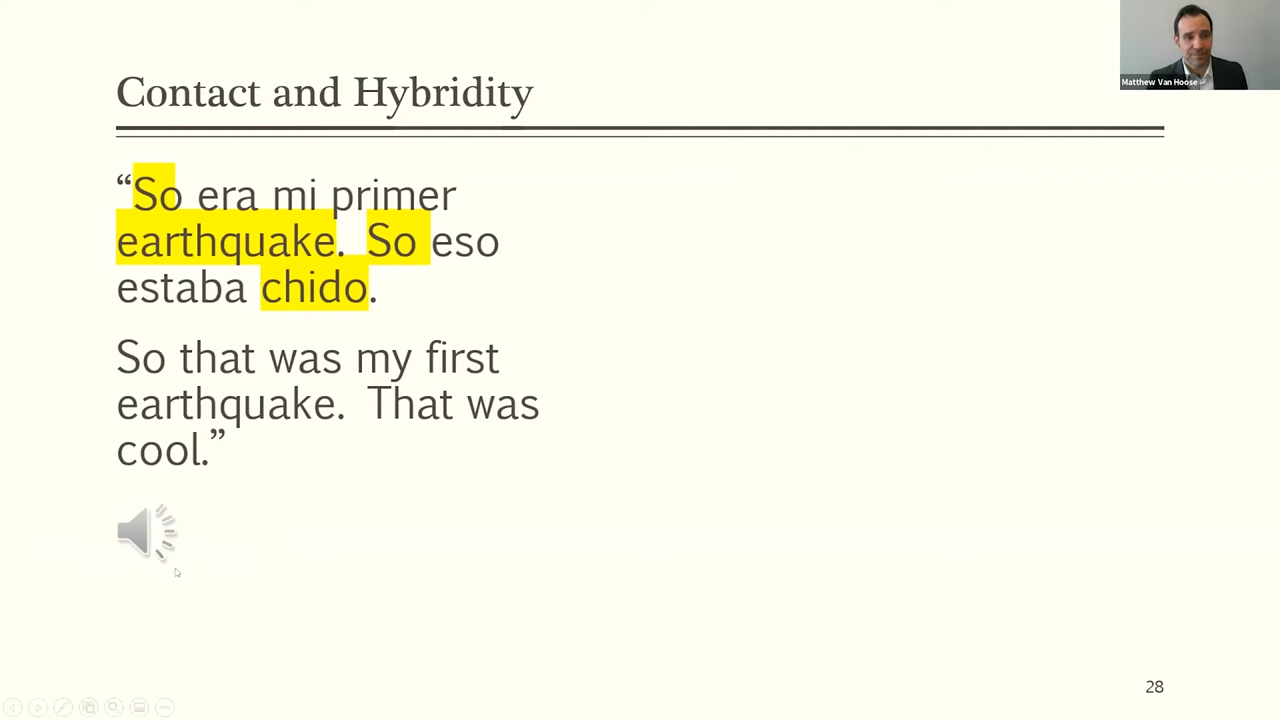 Contact and Hybridity
Matthew Van Hoose
“So era mi primer
earthquake. So eso
estaba chido.
So that was my first
earthquake. That was
cool.”
28